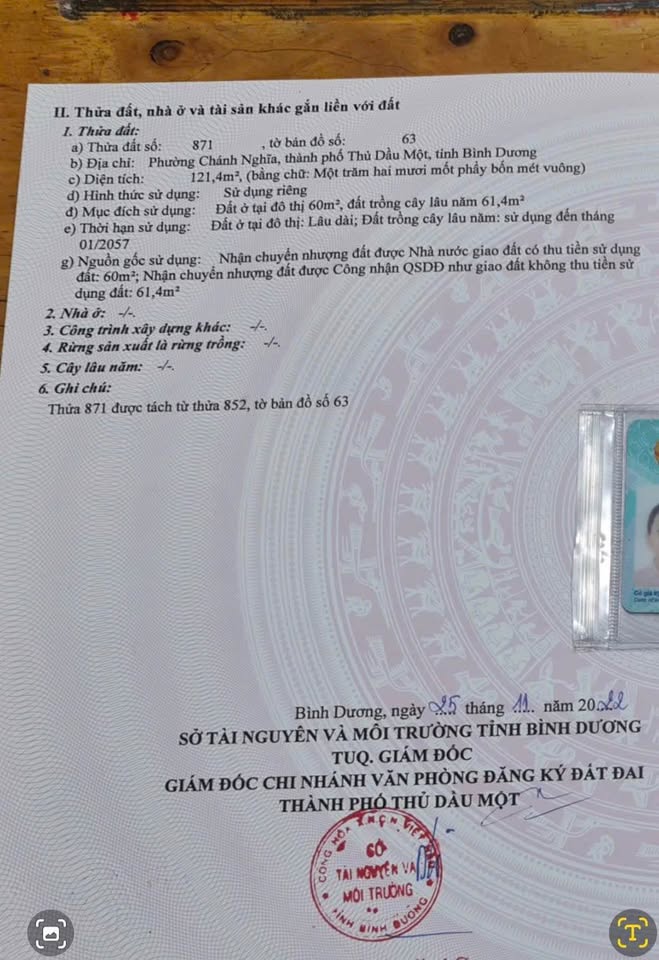 II. Thửa đất, nhà ở và tài sản khác gắn liền với đất
1. Thửa đất:
a) Thửa đất số: 871 , tờ bản đồ số: 63
b) Địa chỉ: Phường Chánh Nghĩa, thành phố Thủ Dầu Một, tỉnh Bình Dương
c) Diện tích: 121,4m², (bằng chữ: Một trăm hai mươi mốt phẩy bốn mét vuông)
d) Hình thức sử dụng: Sử dụng riêng
đ) Mục đích sử dụng: Đất ở tại đô thị 60m², đất trồng cây lâu năm 61,4m²
e) Thời hạn sử dụng: Đất ở tại đô thị: Lâu dài; Đất trồng cây lâu năm: sử dụng đến tháng
01/2057
g) Nguồn gốc sử dụng: Nhận chuyển nhượng đất được Nhà nước giao đất có thu tiền sử dụng
đất: 60m²; Nhận chuyển nhượng đất được Công nhận QSDĐ như giao đất không thu tiền sử
dụng đất: 61,4m²
2. Nhà ở: -/-.
3. Công trình xây dựng khác: -/-.
4. Rừng sản xuất là rừng trồng: -/-.
5. Cây lâu năm: -/-.
6. Ghi chú:
Thửa 871 được tách từ thửa 852, tờ bản đồ số 63
Bình Dương, ngày 25 tháng 11 năm 2022
SỞ TÀI NGUYÊN VÀ MÔI TRƯỜNG TỈNH BÌNH DƯƠNG
TUQ. GIÁM ĐỐC
GIÁM ĐỐC CHI NHÁNH VĂN PHÒNG ĐĂNG KÝ ĐẤT ĐAI
THÀNH PHỐ THỦ DẦU MỘT
CỘNG HÒA X.H.C.N VIỆT NAM
SỞ
TÀI NGUYÊN VÀ
MÔI TRƯỜNG
TỈNH BÌNH DƯƠNG